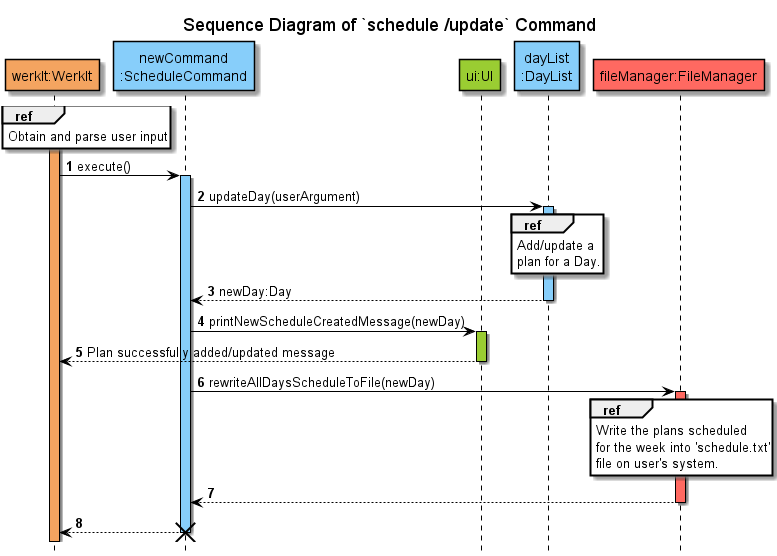 Sequence Diagram of `schedule /update` Command
werkIt:WerkIt
newCommand
:ScheduleCommand
ui:UI
dayList
:DayList
fileManager:FileManager
ref
Obtain and parse user input
1 execute()
2 updateDay(userArgument)
ref
Add/update a
plan for a Day.
3 newDay:Day
4 printNewScheduleCreatedMessage(newDay)
5 Plan successfully added/updated message
6 rewriteAllDaysScheduleToFile(newDay)
ref
Write the plans scheduled
for the week into 'schedule.txt'
file on user's system.
7
8